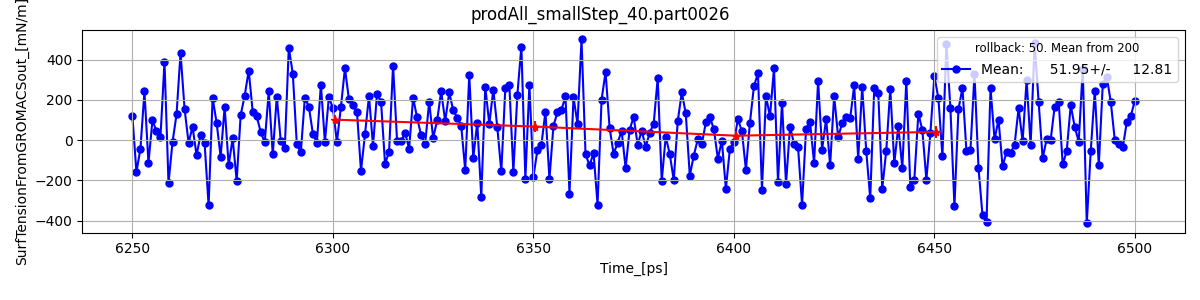 prodAll_smallStep_40.part0026
SurfTensionFromGROMACSout_[mN/m]
400
200
0
−200
−400
rollback: 50. Mean from 200
Mean: 51.95+/- 12.81
6250
6300
6350
6400
6450
6500
Time_[ps]